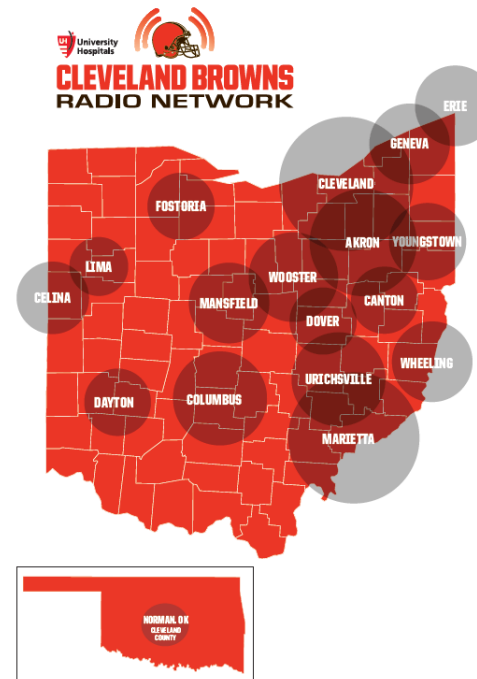 UH University
Hospitals
CLEVELAND BROWNS
RADIO NETWORK
ERIE
GENEVA
CLEVELAND
FOSTORIA
AKRON
YOUNGSTOWN
LIMA
WOOSTER
CELINA
MANSFIELD
CANTON
DOVER
WHEELING
URICHSVILLE
DAYTON
COLUMBUS
MARIETTA
NORMAN, OK
CLEVELAND
COUNTY